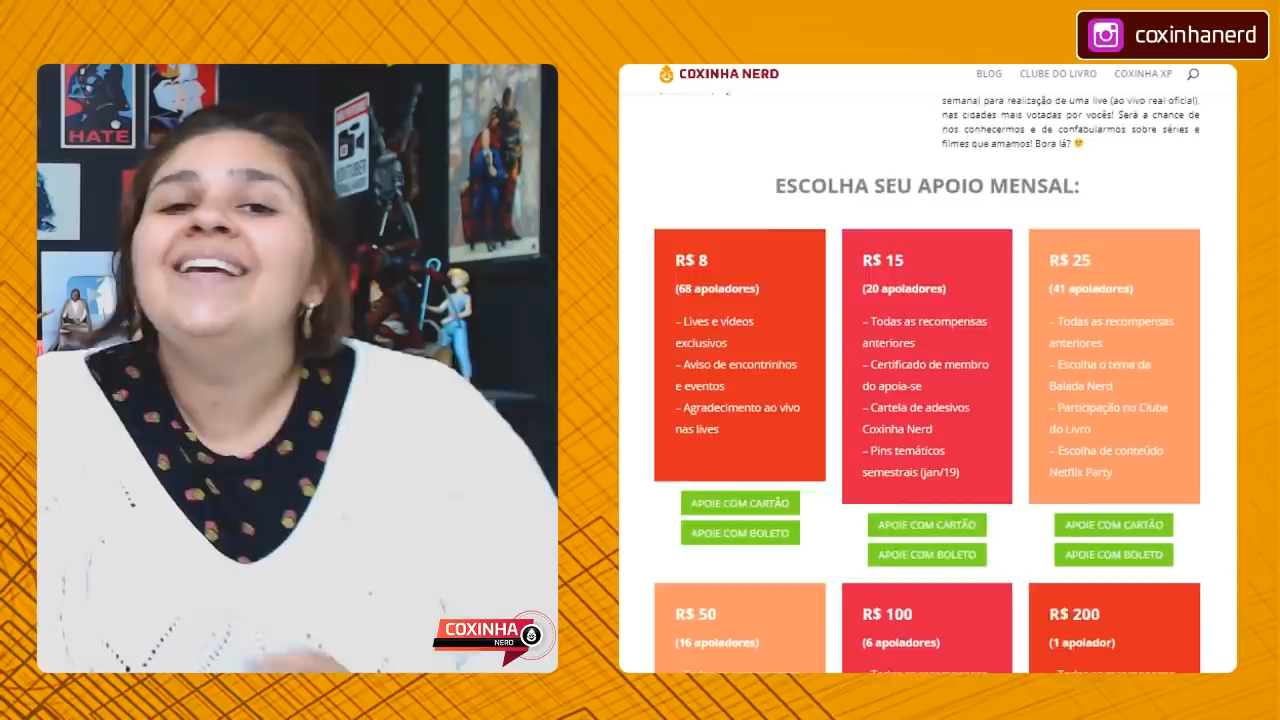 coxinhanerd
HATE
YOUTUBER
COXINHA
NERD
COXINHA NERD
BLOG
CLUBE DO LIVRO
COXINHA XP
semana) para realização de uma live (ao vivo real oficial),
nas cidades mais votadas por vocês! Será a chance de
nos conhecermos e de confabularmos sobre séries e
filmes que amamos! Bora lá?
ESCOLHA SEU APOIO MENSAL:
R$ 8
(68 apoiadores)
– Lives e vídeos
exclusivos
– Aviso de encontrinhos
e eventos
– Agradecimento ao vivo
nas lives
APOIE COM CARTÃO
APOIE COM BOLETO
R$ 15
(20 apoiadores)
– Todas as recompensas
anteriores
– Certificado de membro
do apoia-se
– Cartela de adesivos
Coxinha Nerd
– Pins temáticos
semestrais (jan/19)
APOIE COM CARTÃO
APOIE COM BOLETO
R$ 25
(41 apoiadores)
– Todas as recompensas
anteriores
– Escolha o tema da
Balada Nerd
– Participação no Clube
do Livro
– Escolha de conteúdo
Netflix Party
APOIE COM CARTÃO
APOIE COM BOLETO
R$ 50
(16 apoiadores)
R$ 100
(6 apoiadores)
R$ 200
(1 apoiador)